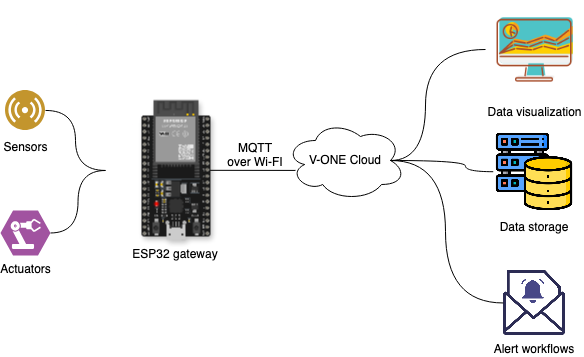 Sensors
Actuators
ESP32 gateway
MQTT
over Wi-FI
V-ONE Cloud
Data visualization
Data storage
Alert workflows